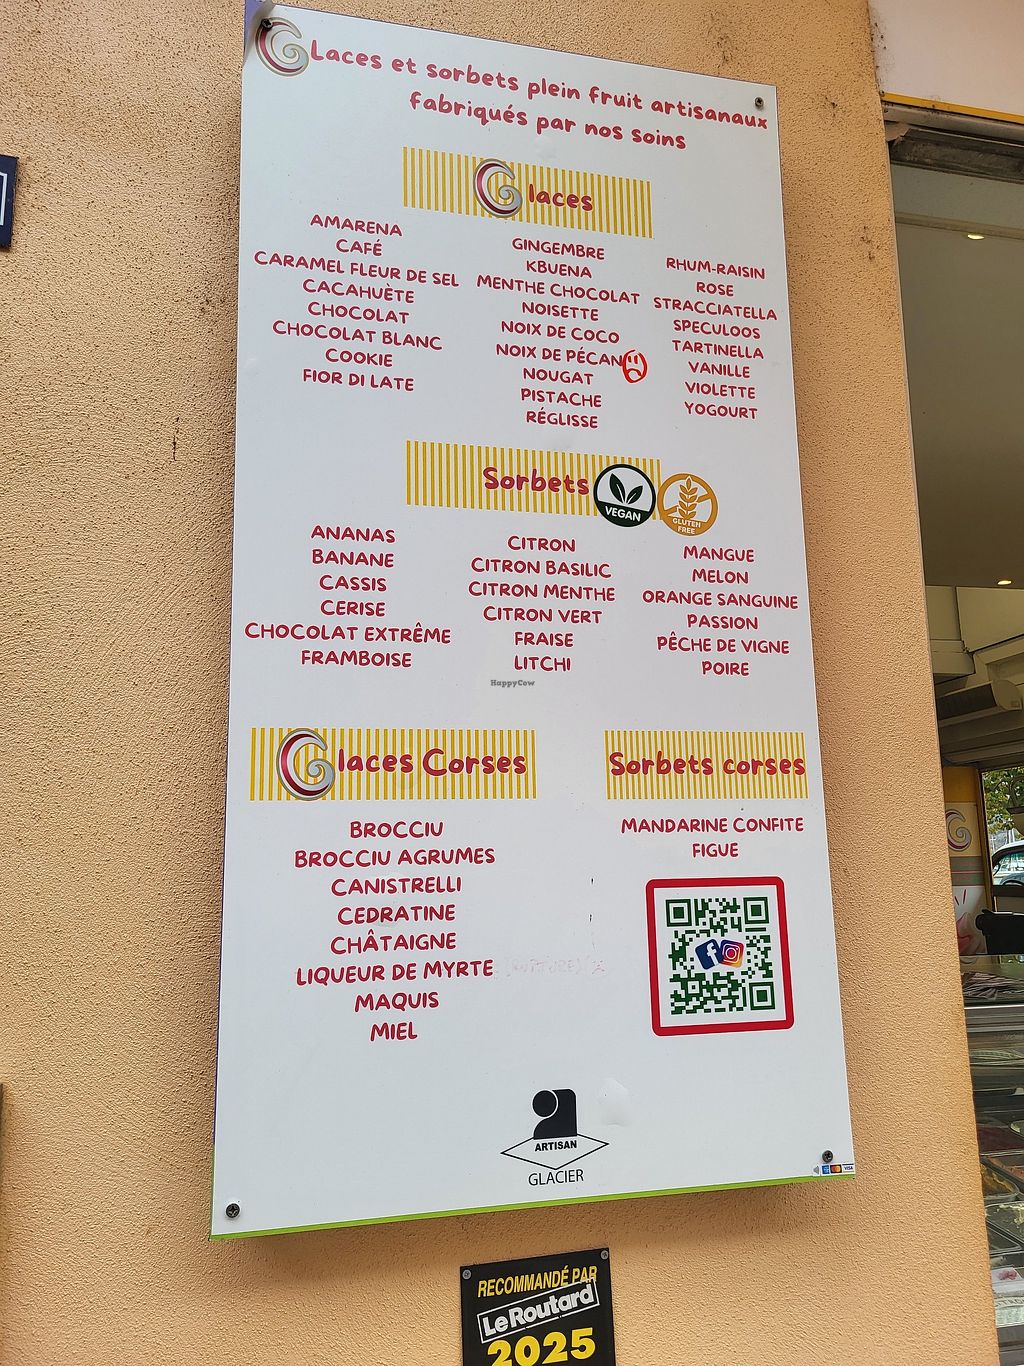 Glaces et sorbets plein fruit artisanaux
fabriqués par nos soins
Glaces
AMARENA
CAFÉ
CARAMEL FLEUR DE SEL
CACAHUÈTE
CHOCOLAT
CHOCOLAT BLANC
COOKIE
FIOR DI LATE
GINGEMBRE
KBUENA
MENTHE CHOCOLAT
NOISETTE
NOIX DE COCO
NOIX DE PÉCAN
NOUGAT
PISTACHE
RÉGLISSE
RHUM-RAISIN
ROSE
STRACCIATELLA
SPECULOOS
TARTINELLA
VANILLE
VIOLETTE
YOGOURT
Sorbets
VEGAN
GLUTEN
FREE
ANANAS
BANANE
CASSIS
CERISE
CHOCOLAT EXTRÊME
FRAMBOISE
CITRON
CITRON BASILIC
CITRON MENTHE
CITRON VERT
FRAISE
LITCHI
MANGUE
MELON
ORANGE SANGUINE
PASSION
PÊCHE DE VIGNE
POIRE
HappyCow
Glaces Corses
BROCCIU
BROCCIU AGRUMES
CANISTRELLI
CEDRATINE
CHÂTAIGNE
LIQUEUR DE MYRTE
MAQUIS
MIEL
Sorbets corses
MANDARINE CONFITE
FIGUE
ARTISAN
GLACIER
VISA
RECOMMANDÉ PAR
Le Routard
2025